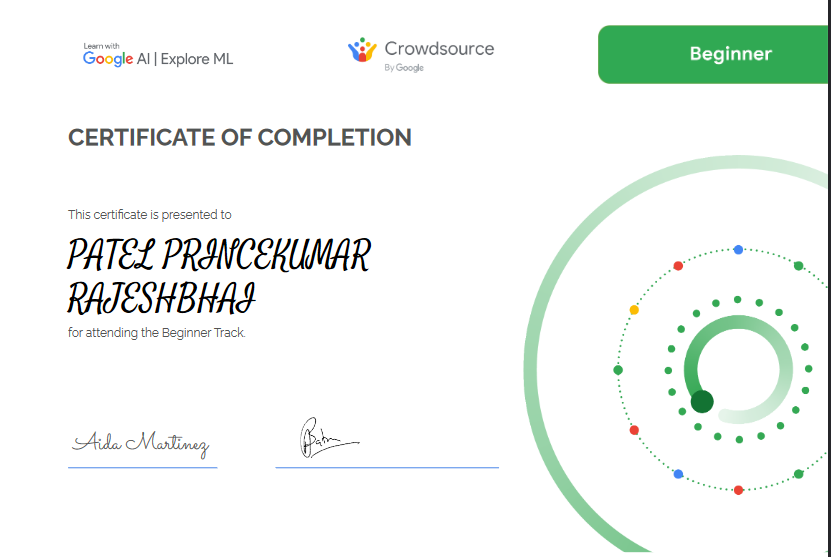 Learn with
Google AI | Explore ML
Crowdsource
By Google
Beginner
CERTIFICATE OF COMPLETION
This certificate is presented to
PATEL PRINCEKUMAR
RAJESHBHAI
for attending the Beginner Track.
Aida Martinez